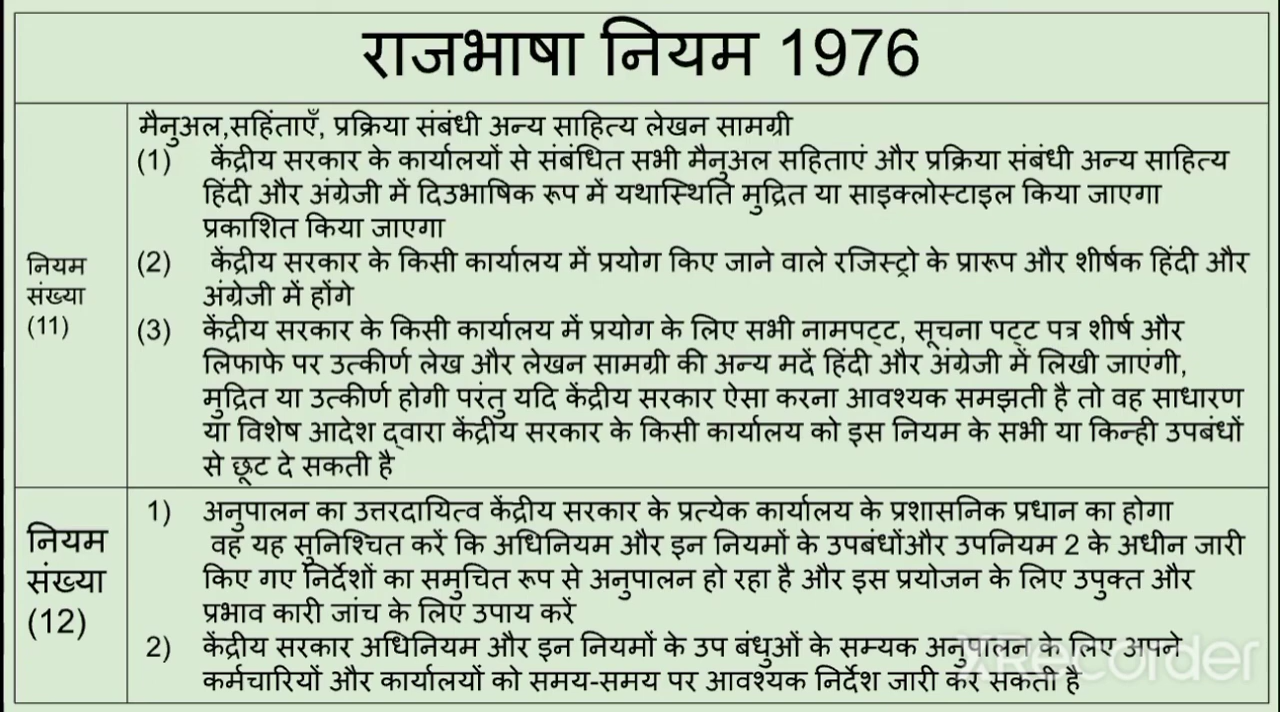 राजभाषा नियम 1976
मैनुअल,सहिंताएँ, प्रक्रिया संबंधी अन्य साहित्य लेखन सामग्री
(1) केंद्रीय सरकार के कार्यालयों से संबंधित सभी मैनुअल सहिताएं और प्रक्रिया संबंधी अन्य साहित्य
हिंदी और अंग्रेजी में दिउभाषिक रूप में यथास्थिति मुद्रित या साइक्लोस्टाइल किया जाएगा
प्रकाशित किया जाएगा
नियम
संख्या
(11)
(2) केंद्रीय सरकार के किसी कार्यालय में प्रयोग किए जाने वाले रजिस्ट्रो के प्रारूप और शीर्षक हिंदी और
अंग्रेजी में होंगे
(3) केंद्रीय सरकार के किसी कार्यालय में प्रयोग के लिए सभी नामपट्ट, सूचना पट्ट पत्र शीर्ष और
लिफाफे पर उत्कीर्ण लेख और लेखन सामग्री की अन्य मदें हिंदी और अंग्रेजी में लिखी जाएंगी,
मुद्रित या उत्कीर्ण होगी परंतु यदि केंद्रीय सरकार ऐसा करना आवश्यक समझती है तो वह साधारण
या विशेष आदेश द्वारा केंद्रीय सरकार के किसी कार्यालय को इस नियम के सभी या किन्ही उपबंधों
से छूट दे सकती है
नियम
संख्या
(12)
1) अनुपालन का उत्तरदायित्व केंद्रीय सरकार के प्रत्येक कार्यालय के प्रशासनिक प्रधान का होगा
वह यह सुनिश्चित करें कि अधिनियम और इन नियमों के उपबंधोंऔर उपनियम 2 के अधीन जारी
किए गए निर्देशों का समुचित रूप से अनुपालन हो रहा है और इस प्रयोजन के लिए उपुक्त और
प्रभाव कारी जांच के लिए उपाय करें
2) केंद्रीय सरकार अधिनियम और इन नियमों के उप बंधुओं के सम्यक अनुपालन के लिए अपने
कर्मचारियों और कार्यालयों को समय-समय पर आवश्यक निर्देश जारी कर सकती है
XRecorder